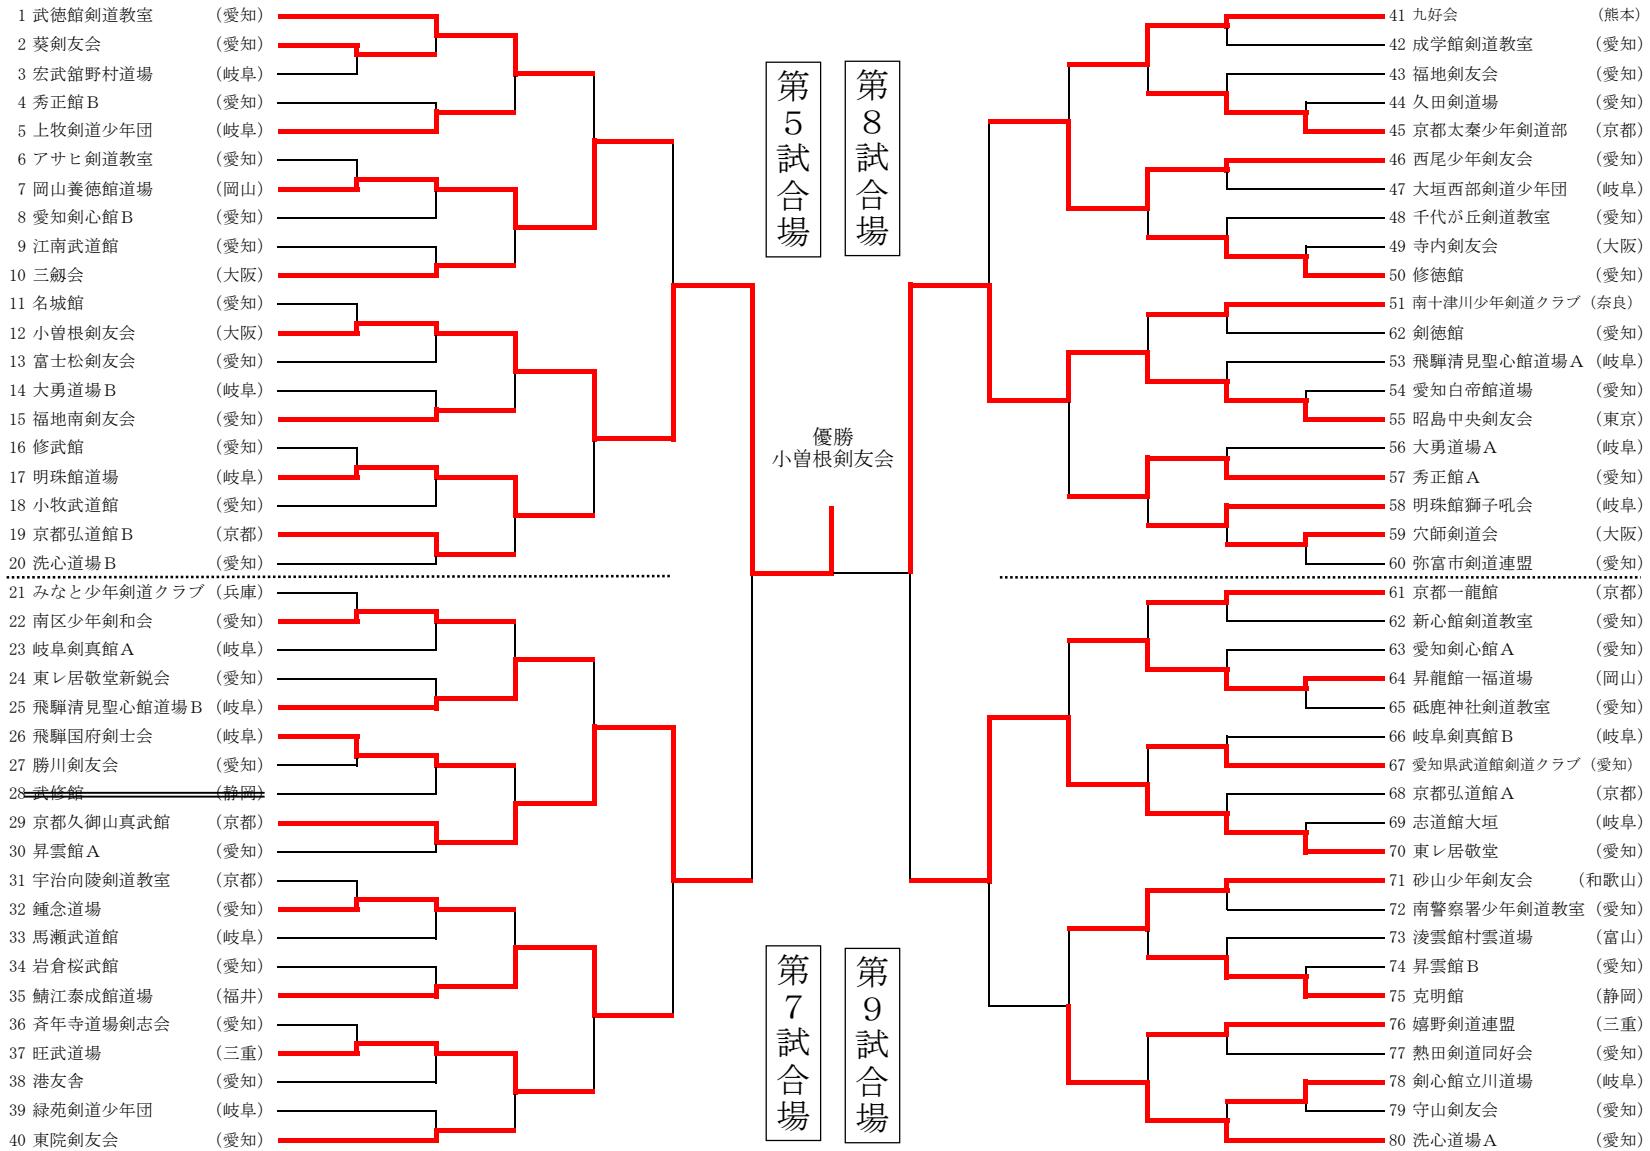 1 武徳館剣道教室 (愛知)
2 葵剣友会 (愛知)
3 宏武舘野村道場 (岐阜)
4 秀正館B (愛知)
5 上牧剣道少年団 (岐阜)
6 アサヒ剣道教室 (愛知)
7 岡山養徳館道場 (岡山)
8 愛知剣心館B (愛知)
9 江南武道館 (愛知)
10 三劔会 (大阪)
11 名城館 (愛知)
12 小曽根剣友会 (大阪)
13 富士松剣友会 (愛知)
14 大勇道場B (岐阜)
15 福地南剣友会 (愛知)
16 修武館 (愛知)
17 明珠館道場 (岐阜)
18 小牧武道館 (愛知)
19 京都弘道館B (京都)
20 洗心道場B (愛知)
21 みなと少年剣道クラブ (兵庫)
22 南区少年剣和会 (愛知)
23 岐阜剣真館A (岐阜)
24 東レ居敬堂新鋭会 (愛知)
25 飛騨清見聖心館道場B (岐阜)
26 飛騨国府剣士会 (岐阜)
27 勝川剣友会 (愛知)
28 武修館 (静岡)
29 京都久御山真武館 (京都)
30 昇雲館A (愛知)
31 宇治向陵剣道教室 (京都)
32 鍾念道場 (愛知)
33 馬瀬武道館 (岐阜)
34 岩倉桜武館 (愛知)
35 鯖江泰成館道場 (福井)
36 斉年寺道場剣志会 (愛知)
37 旺武道場 (三重)
38 港友舎 (愛知)
39 緑苑剣道少年団 (岐阜)
40 東院剣友会 (愛知)
第5試合場
第8試合場
優勝
小曽根剣友会
第7試合場
第9試合場
41 九好会 (熊本)
42 成学館剣道教室 (愛知)
43 福地剣友会 (愛知)
44 久田剣道場 (愛知)
45 京都太秦少年剣道部 (京都)
46 西尾少年剣友会 (愛知)
47 大垣西部剣道少年団 (岐阜)
48 千代が丘剣道教室 (愛知)
49 寺内剣友会 (大阪)
50 修徳館 (愛知)
51 南十津川少年剣道クラブ (奈良)
62 剣徳館 (愛知)
53 飛騨清見聖心館道場A (岐阜)
54 愛知白帝館道場 (愛知)
55 昭島中央剣友会 (東京)
56 大勇道場A (岐阜)
57 秀正館A (愛知)
58 明珠館獅子吼会 (岐阜)
59 穴師剣道会 (大阪)
60 弥富市剣道連盟 (愛知)
61 京都一龍館 (京都)
62 新心館剣道教室 (愛知)
63 愛知剣心館A (愛知)
64 昇龍館一福道場 (岡山)
65 砥鹿神社剣道教室 (愛知)
66 岐阜剣真館B (岐阜)
67 愛知県武道館剣道クラブ (愛知)
68 京都弘道館A (京都)
69 志道館大垣 (岐阜)
70 東レ居敬堂 (愛知)
71 砂山少年剣友会 (和歌山)
72 南警察署少年剣道教室 (愛知)
73 淩雲館村雲道場 (富山)
74 昇雲館B (愛知)
75 克明館 (静岡)
76 嬉野剣道連盟 (三重)
77 熱田剣道同好会 (愛知)
78 剣心館立川道場 (岐阜)
79 守山剣友会 (愛知)
80 洗心道場A (愛知)